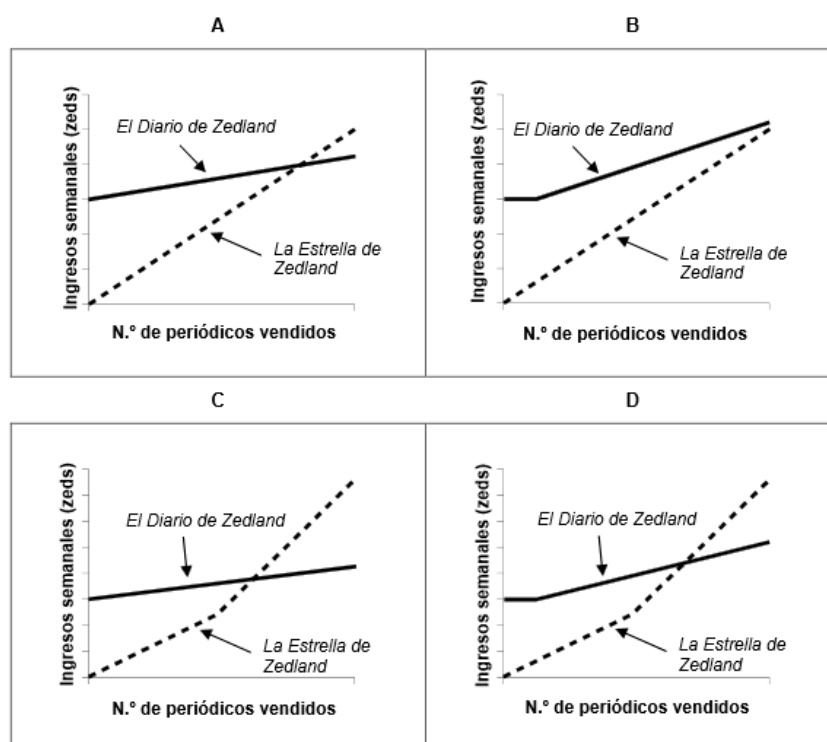 A
Ingresos semanales (zeds)
El Diario de Zedland
La Estrella de
Zedland
N.º de periódicos vendidos
B
Ingresos semanales (zeds)
El Diario de Zedland
La Estrella de
Zedland
N.º de periódicos vendidos
C
Ingresos semanales (zeds)
El Diario de Zedland
La Estrella de
Zedland
N.º de periódicos vendidos
D
Ingresos semanales (zeds)
El Diario de Zedland
La Estrella de
Zedland
N.º de periódicos vendidos